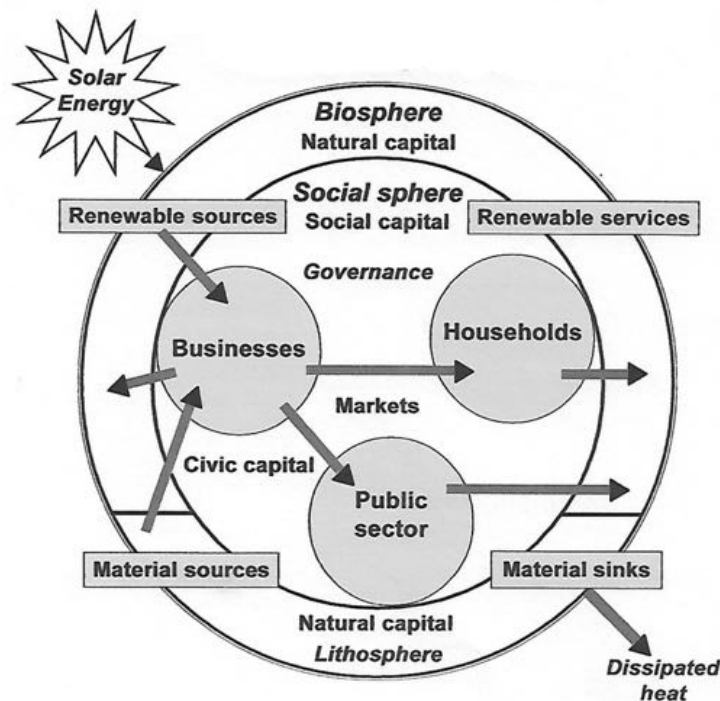 Solar
Energy
Biosphere
Natural capital
Social sphere
Social capital
Renewable sources
Renewable services
Governance
Businesses
Households
Markets
Civic capital
Public
sector
Material sources
Material sinks
Natural capital
Lithosphere
Dissipated
heat